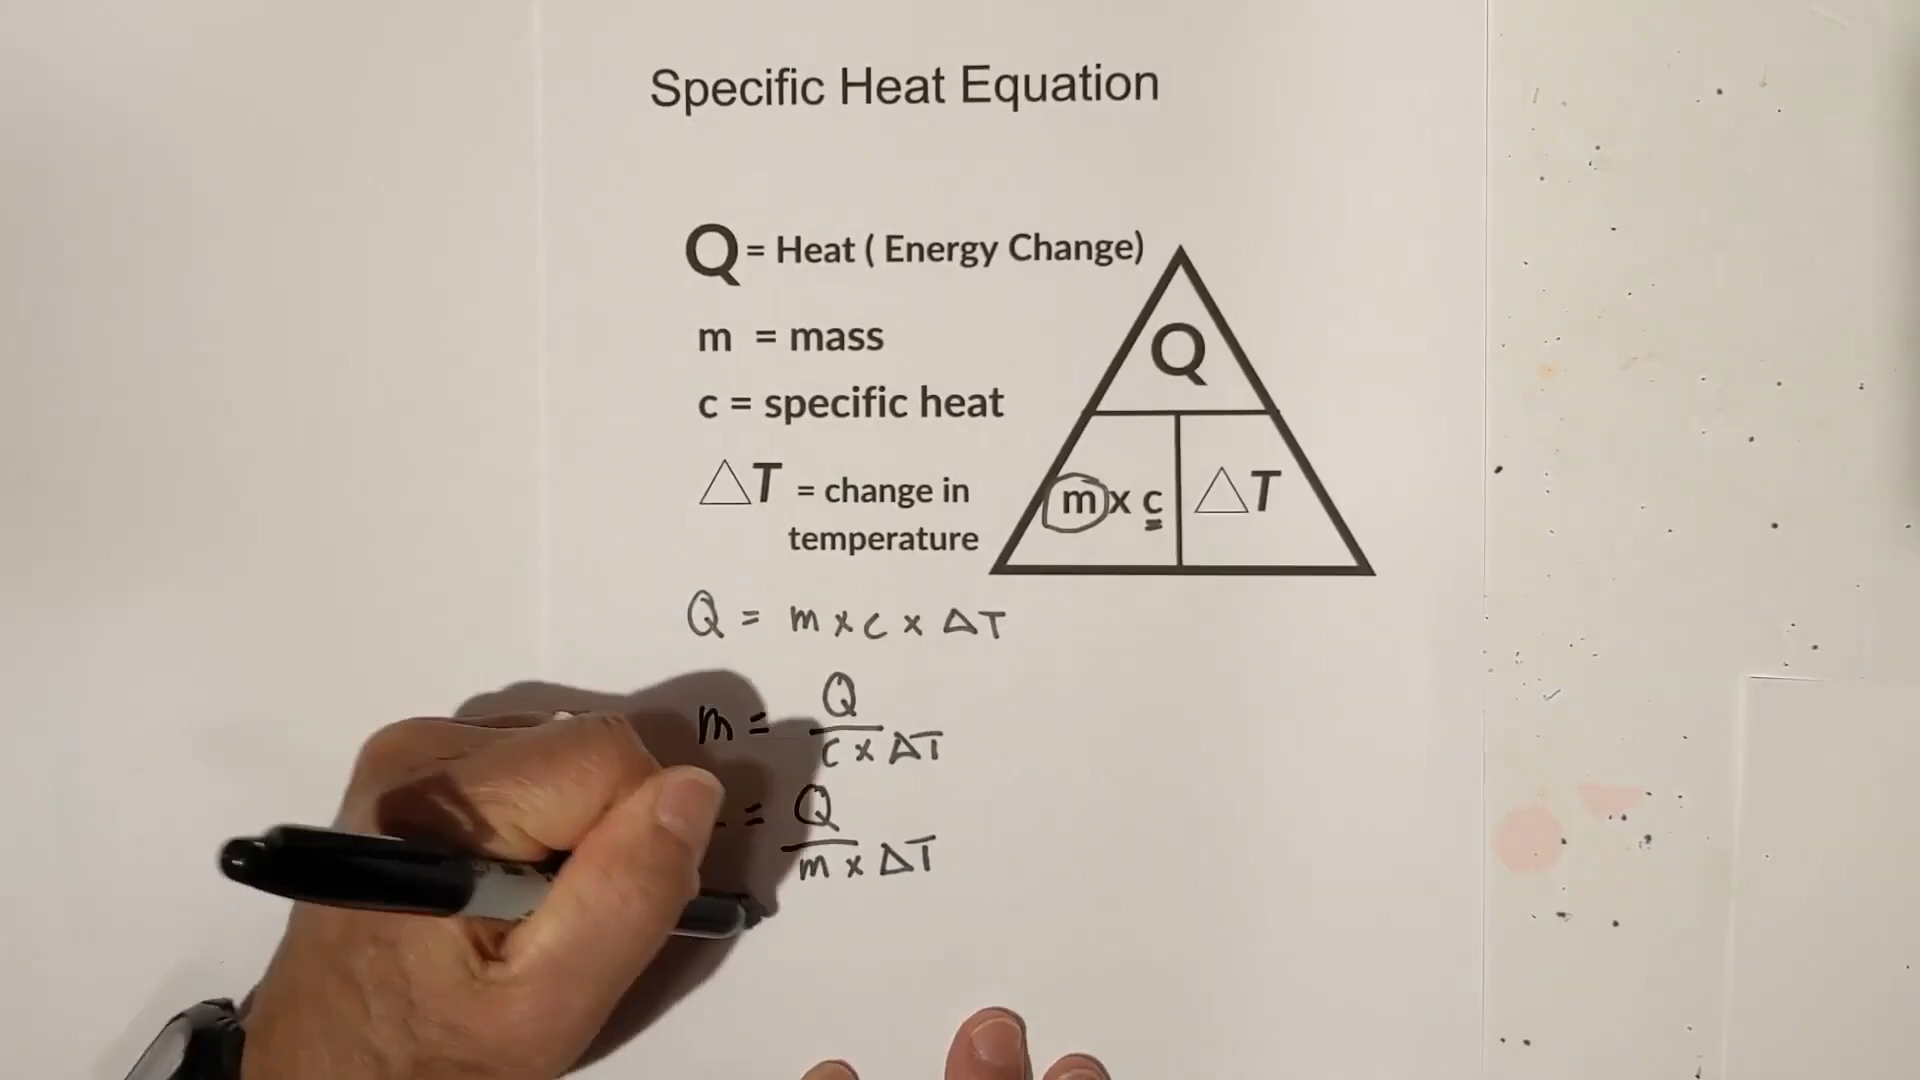 Specific Heat Equation
Q = Heat ( Energy Change)
m = mass
c = specific heat
△T = change in
temperature
Q
m x c △T
Q = m x c x ΔT
m = Q
c x ΔT
= Q
m x ΔT